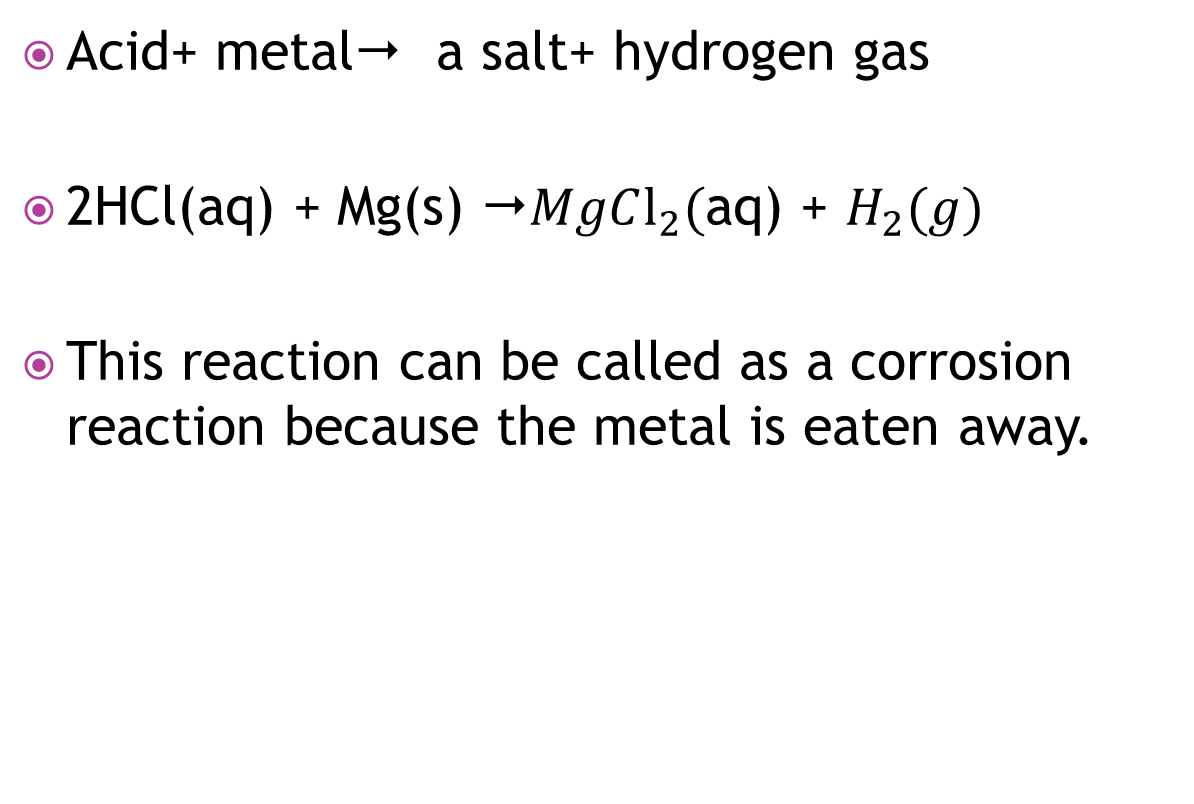 Acid+ metal→ a salt+ hydrogen gas
2HCl(aq) + Mg(s) →MgCl₂(aq) + H₂(g)
This reaction can be called as a corrosion
reaction because the metal is eaten away.